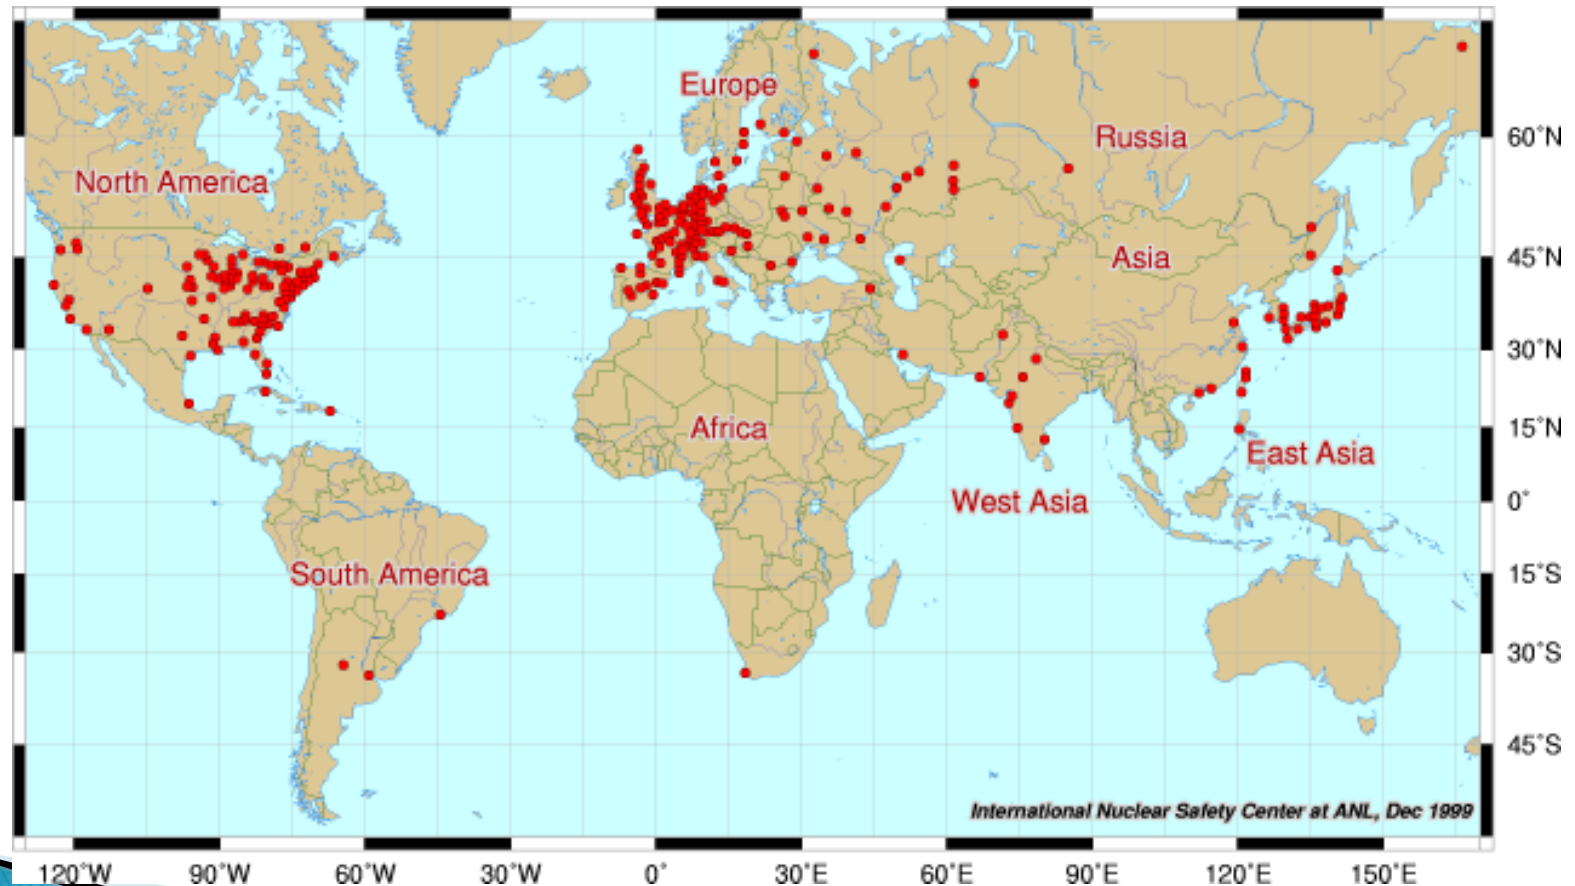 Europe
Russia
North America
Asia
Africa
East Asia
West Asia
South America
60°N
45°N
30°N
15°N
0°
15°S
30°S
45°S
International Nuclear Safety Center at ANL, Dec 1999
120°W 90°W 60°W 30°W 0° 30°E 60°E 90°E 120°E 150°E